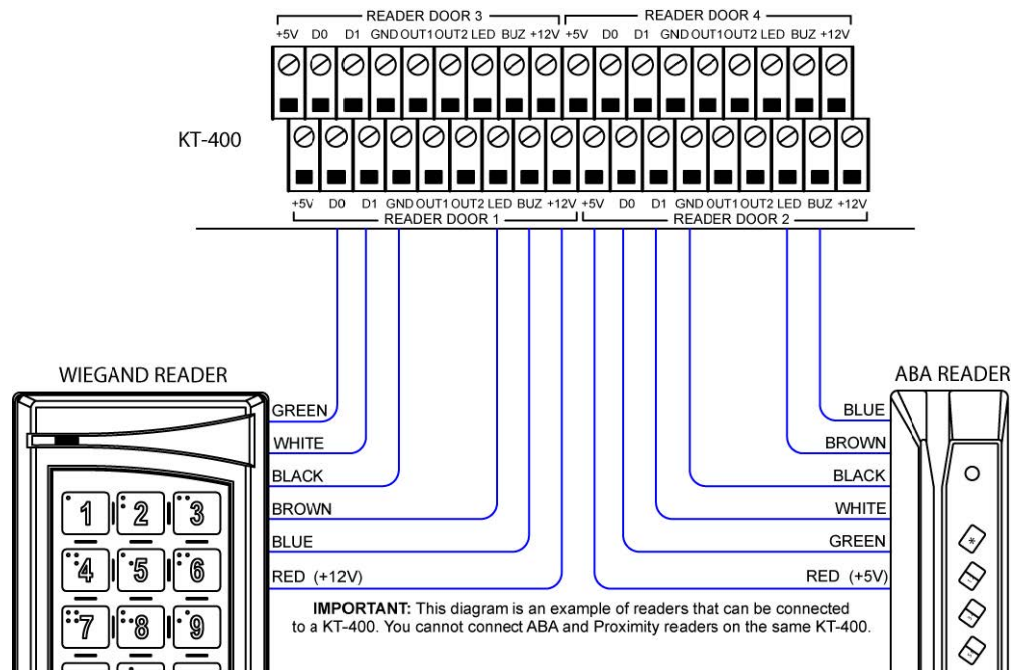 READER DOOR 3 READER DOOR 4
+5V D0 D1 GND OUT1 OUT2 LED BUZ +12V +5V D0 D1 GND OUT1 OUT2 LED BUZ +12V
KT-400
+5V D0 D1 GND OUT1 OUT2 LED BUZ +12V +5V D0 D1 GND OUT1 OUT2 LED BUZ +12V
READER DOOR 1 READER DOOR 2
WIEGAND READER
ABA READER
GREEN
BLUE
WHITE
BROWN
BLACK
BLACK
BROWN
WHITE
BLUE
GREEN
RED (+12V)
RED (+5V)
1 2 3
4 5 6
7 8 9
*
IMPORTANT: This diagram is an example of readers that can be connected
to a KT-400. You cannot connect ABA and Proximity readers on the same KT-400.